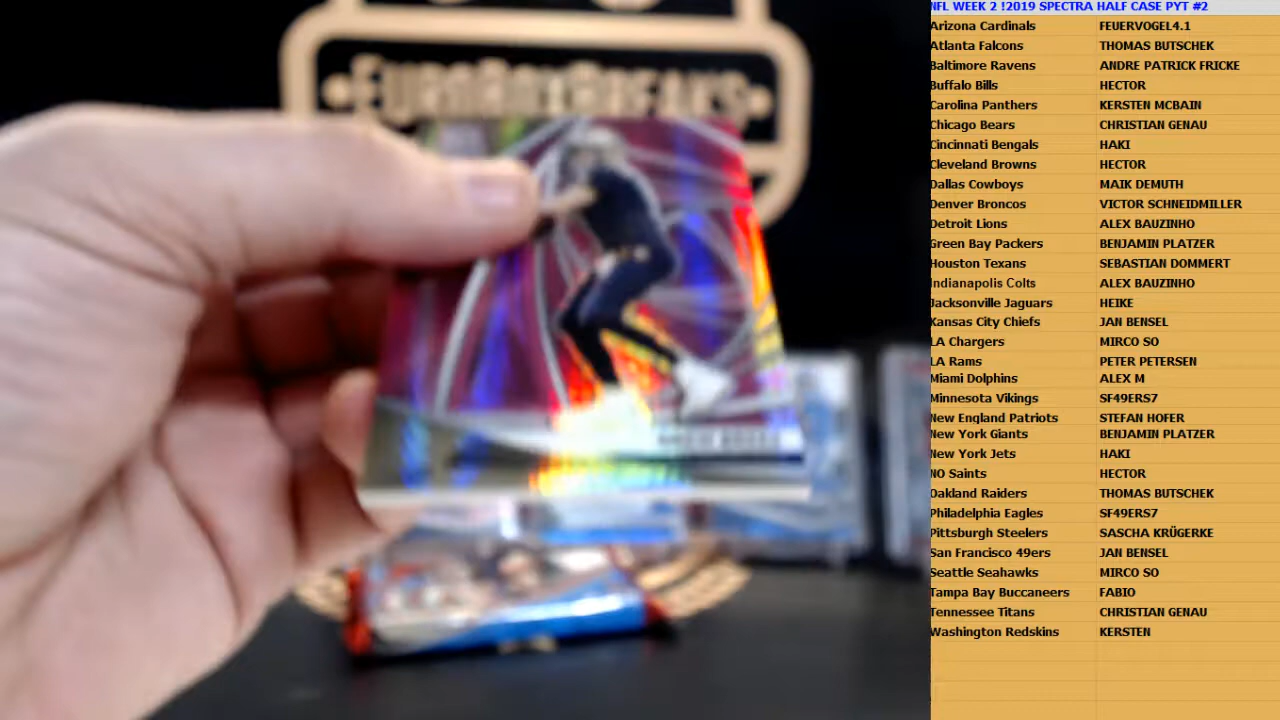 EUROBOXBREAKS
NFL WEEK 2 !2019 SPECTRA HALF CASE PYT #2
Arizona Cardinals FEUERVOGEL4.1
Atlanta Falcons THOMAS BUTSCHEK
Baltimore Ravens ANDRE PATRICK FRICKE
Buffalo Bills HECTOR
Carolina Panthers KERSTEN MCBAIN
Chicago Bears CHRISTIAN GENAU
Cincinnati Bengals HAKI
Cleveland Browns HECTOR
Dallas Cowboys MAIK DEMUTH
Denver Broncos VICTOR SCHNEIDMILLER
Detroit Lions ALEX BAUZINHO
Green Bay Packers BENJAMIN PLATZER
Houston Texans SEBASTIAN DOMMERT
Indianapolis Colts ALEX BAUZINHO
Jacksonville Jaguars HEIKE
Kansas City Chiefs JAN BENSEL
LA Chargers MIRCO SO
LA Rams PETER PETERSEN
Miami Dolphins ALEX M
Minnesota Vikings SF49ERS7
New England Patriots STEFAN HOFER
New York Giants BENJAMIN PLATZER
New York Jets HAKI
NO Saints HECTOR
Oakland Raiders THOMAS BUTSCHEK
Philadelphia Eagles SF49ERS7
Pittsburgh Steelers SASCHA KRÜGERKE
San Francisco 49ers JAN BENSEL
Seattle Seahawks MIRCO SO
Tampa Bay Buccaneers FABIO
Tennessee Titans CHRISTIAN GENAU
Washington Redskins KERSTEN